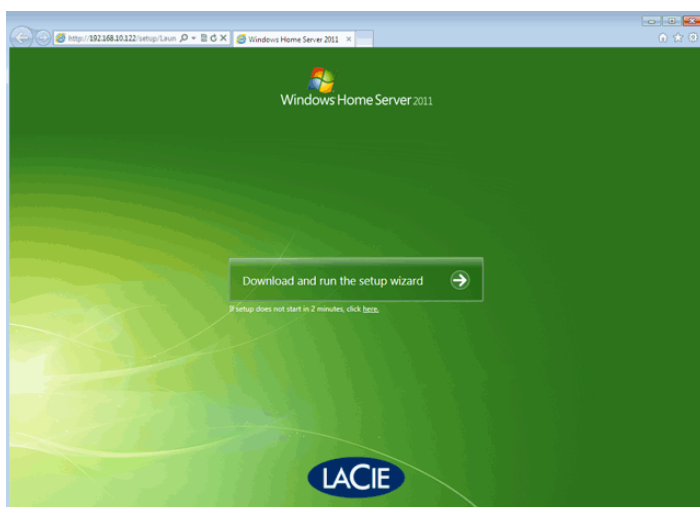 http://192.168.10.122/setup/Laun
Windows Home Server 2011
Windows Home Server 2011
Download and run the setup wizard
If setup does not start in 2 minutes, click here.
LACIE